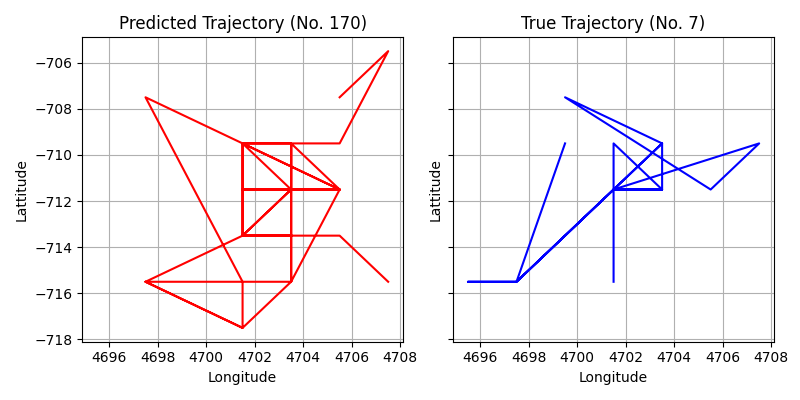 Predicted Trajectory (No. 170)
True Trajectory (No. 7)
−706
−708
−710
−712
−714
−716
−718
Lattitude
Lattitude
4696 4698 4700 4702 4704 4706 4708
4696 4698 4700 4702 4704 4706 4708
Longitude
Longitude